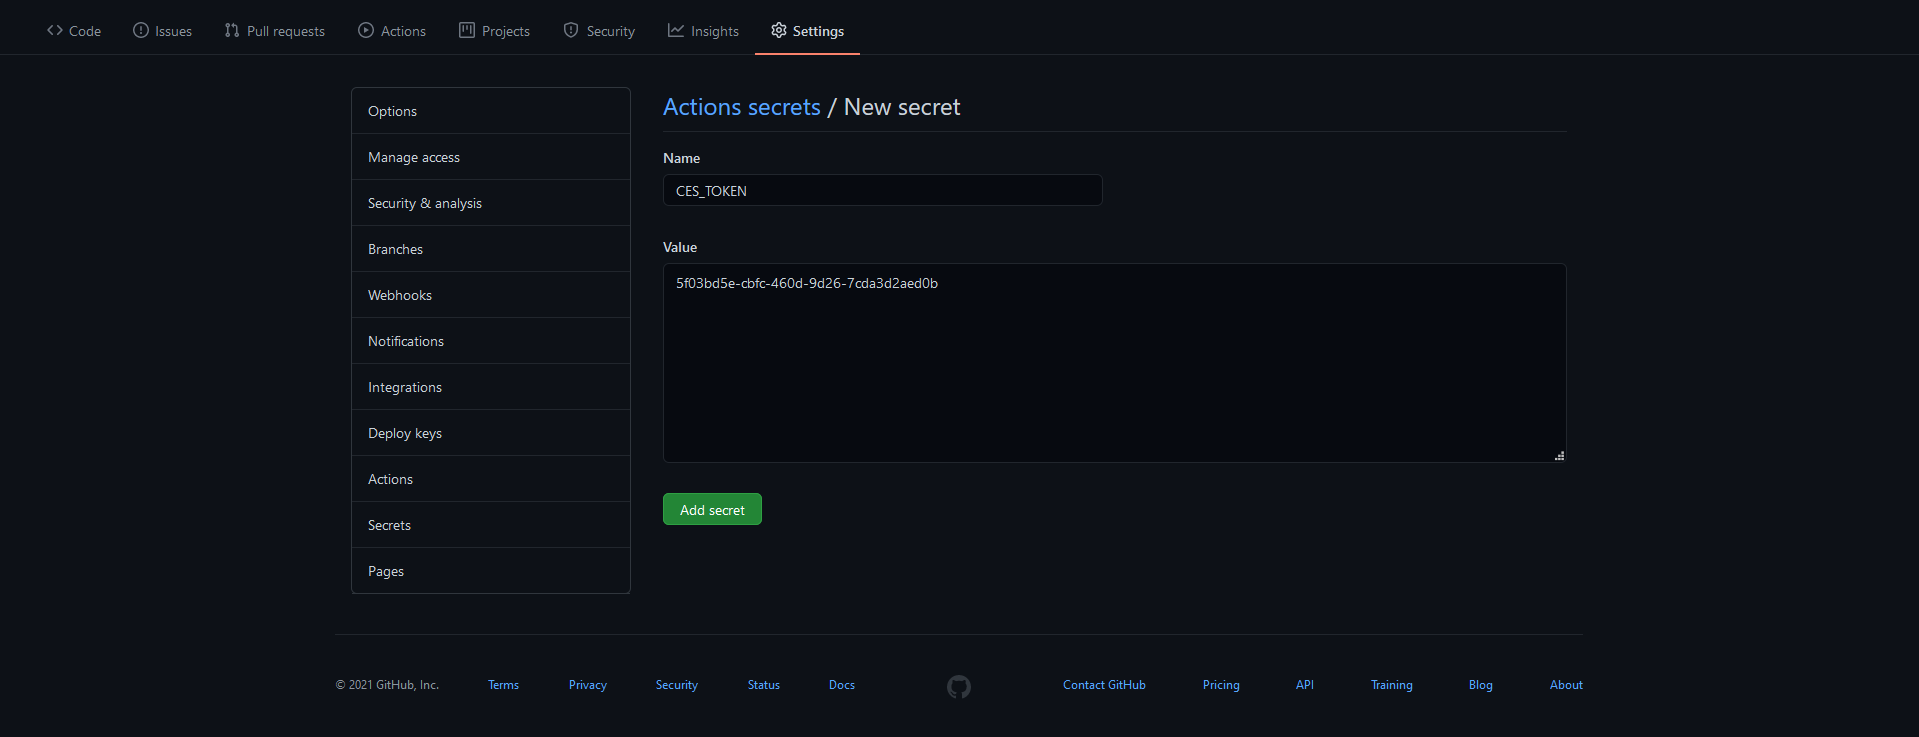 Code Issues Pull requests Actions Projects Security Insights Settings
Options
Manage access
Security & analysis
Branches
Webhooks
Notifications
Integrations
Deploy keys
Actions
Secrets
Pages
Actions secrets / New secret
Name
CES_TOKEN
Value
5f03bd5e-cbfc-460d-9d26-7cda3d2aed0b
Add secret
© 2021 GitHub, Inc. Terms Privacy Security Status Docs Contact GitHub Pricing API Training Blog About